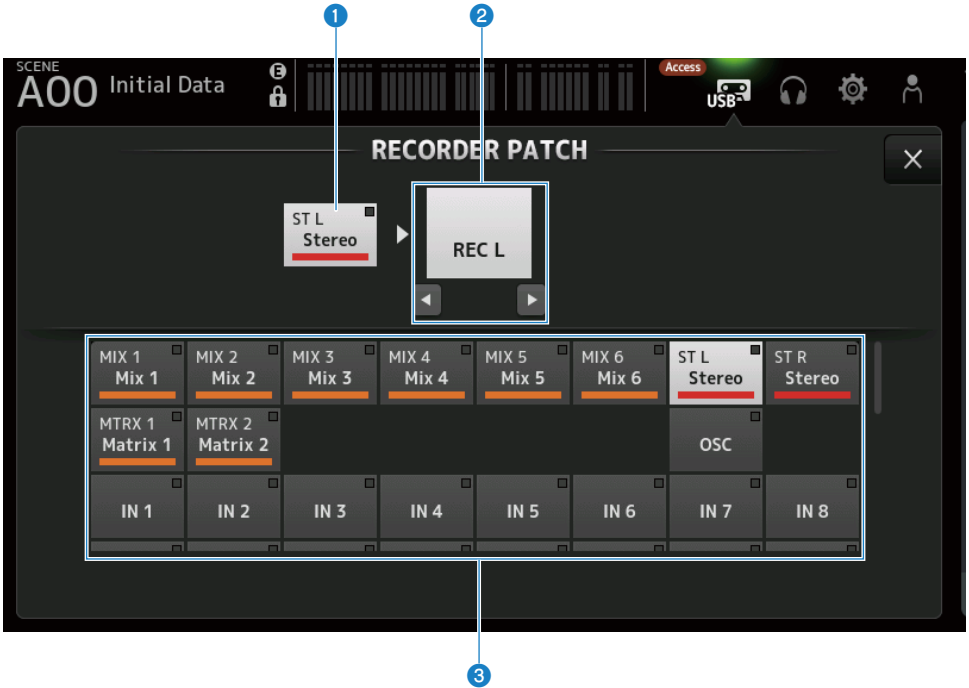 1 2
SCENE
A00 Initial Data
E
Access
USB
RECORDER PATCH
ST L
Stereo
REC L
MIX 1 MIX 2 MIX 3 MIX 4 MIX 5 MIX 6 ST L ST R
Mix 1 Mix 2 Mix 3 Mix 4 Mix 5 Mix 6 Stereo Stereo
MTRX 1 MTRX 2
Matrix 1 Matrix 2 OSC
IN 1 IN 2 IN 3 IN 4 IN 5 IN 6 IN 7 IN 8
3